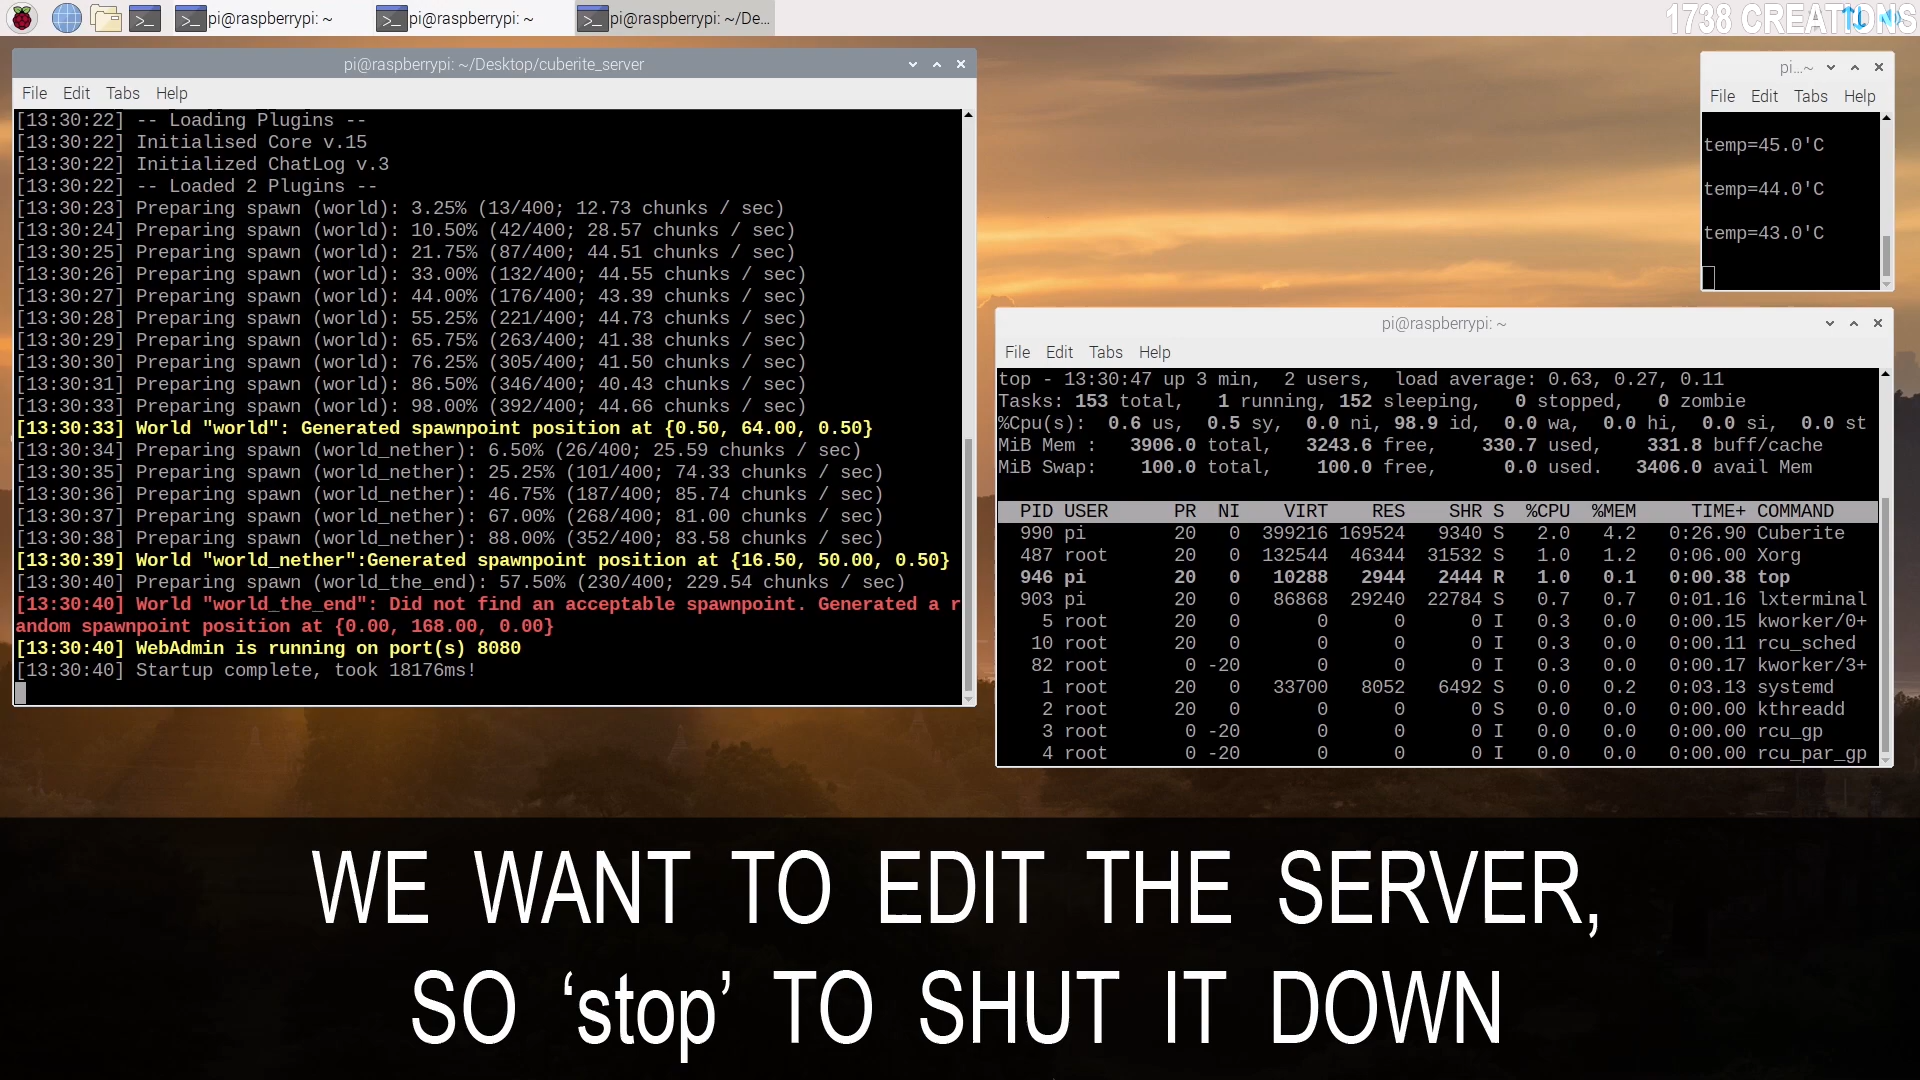 pi@raspberrypi: ~
pi@raspberrypi: ~
pi@raspberrypi: ~/De...
1738 CREATIONS
pi@raspberrypi: ~/Desktop/cuberite_server
File Edit Tabs Help
[13:30:22] -- Loading Plugins --
[13:30:22] Initialised Core v.15
[13:30:22] Initialized ChatLog v.3
[13:30:22] -- Loaded 2 Plugins --
[13:30:23] Preparing spawn (world): 3.25% (13/400; 12.73 chunks / sec)
[13:30:24] Preparing spawn (world): 10.50% (42/400; 28.57 chunks / sec)
[13:30:25] Preparing spawn (world): 21.75% (87/400; 44.51 chunks / sec)
[13:30:26] Preparing spawn (world): 33.00% (132/400; 44.55 chunks / sec)
[13:30:27] Preparing spawn (world): 44.00% (176/400; 43.39 chunks / sec)
[13:30:28] Preparing spawn (world): 55.25% (221/400; 44.73 chunks / sec)
[13:30:29] Preparing spawn (world): 65.75% (263/400; 41.38 chunks / sec)
[13:30:30] Preparing spawn (world): 76.25% (305/400; 41.50 chunks / sec)
[13:30:31] Preparing spawn (world): 86.50% (346/400; 40.43 chunks / sec)
[13:30:33] Preparing spawn (world): 98.00% (392/400; 44.66 chunks / sec)
[13:30:33] World "world": Generated spawnpoint position at {0.50, 64.00, 0.50}
[13:30:34] Preparing spawn (world_nether): 6.50% (26/400; 25.59 chunks / sec)
[13:30:35] Preparing spawn (world_nether): 25.25% (101/400; 74.33 chunks / sec)
[13:30:36] Preparing spawn (world_nether): 46.75% (187/400; 85.74 chunks / sec)
[13:30:37] Preparing spawn (world_nether): 67.00% (268/400; 81.00 chunks / sec)
[13:30:38] Preparing spawn (world_nether): 88.00% (352/400; 83.58 chunks / sec)
[13:30:39] World "world_nether":Generated spawnpoint position at {16.50, 50.00, 0.50}
[13:30:40] Preparing spawn (world_the_end): 57.50% (230/400; 229.54 chunks / sec)
[13:30:40] World "world_the_end": Did not find an acceptable spawnpoint. Generated a r
andom spawnpoint position at {0.00, 168.00, 0.00}
[13:30:40] WebAdmin is running on port(s) 8080
[13:30:40] Startup complete, took 18176ms!
pi...~
File Edit Tabs Help
temp=45.0'C
temp=44.0'C
temp=43.0'C
pi@raspberrypi: ~
File Edit Tabs Help
top - 13:30:47 up 3 min,  2 users,  load average: 0.63, 0.27, 0.11
Tasks: 153 total,   1 running, 152 sleeping,   0 stopped,   0 zombie
%Cpu(s):  0.6 us,  0.5 sy,  0.0 ni, 98.9 id,  0.0 wa,  0.0 hi,  0.0 si,  0.0 st
MiB Mem :   3906.0 total,   3243.6 free,    330.7 used,    331.8 buff/cache
MiB Swap:    100.0 total,    100.0 free,      0.0 used.   3406.0 avail Mem
PID USER PR NI VIRT RES SHR S %CPU %MEM TIME+ COMMAND
990 pi 20 0 399216 169524 9340 S 2.0 4.2 0:26.90 Cuberite
487 root 20 0 132544 46344 31532 S 1.0 1.2 0:06.00 Xorg
946 pi 20 0 10288 2944 2444 R 1.0 0.1 0:00.38 top
903 pi 20 0 86868 29240 22784 S 0.7 0.7 0:01.16 lxterminal
5 root 20 0 0 0 0 I 0.3 0.0 0:00.15 kworker/0+
10 root 20 0 0 0 0 I 0.3 0.0 0:00.11 rcu_sched
82 root 0 -20 0 0 0 I 0.3 0.0 0:00.17 kworker/3+
1 root 20 0 33700 8052 6492 S 0.0 0.2 0:03.13 systemd
2 root 20 0 0 0 0 S 0.0 0.0 0:00.00 kthreadd
3 root 0 -20 0 0 0 I 0.0 0.0 0:00.00 rcu_gp
4 root 0 -20 0 0 0 I 0.0 0.0 0:00.00 rcu_par_gp
WE WANT TO EDIT THE SERVER,
SO ‘stop’ TO SHUT IT DOWN